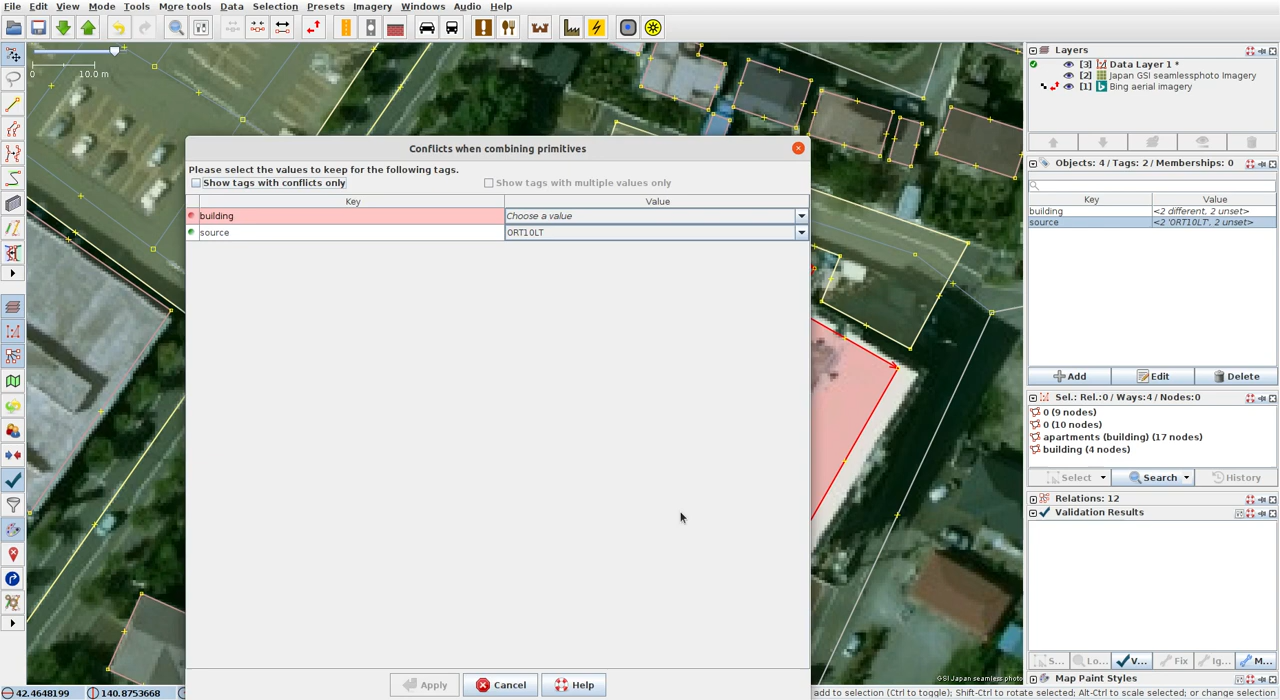 File Edit View Mode Tools More tools Data Selection Presets Imagery Windows Audio Help
0 10.0 m
Conflicts when combining primitives
Please select the values to keep for the following tags.
Show tags with conflicts only Show tags with multiple values only
Key Value
building Choose a value
source ORT10LT
Apply Cancel Help
Layers
[3] Data Layer 1 *
[2] Japan GSI seamlessphoto Imagery
[1] Bing aerial imagery
Objects: 4 / Tags: 2 / Memberships: 0
Key Value
building <2 different, 2 unset>
source <2 'ORT10LT', 2 unset>
Add Edit Delete
Sel.: Rel.:0 / Ways:4 / Nodes:0
0 (9 nodes)
0 (10 nodes)
apartments (building) (17 nodes)
building (4 nodes)
Select Search History
Relations: 12
Validation Results
S... Lo... V... Fix Ig... M...
Map Paint Styles
GSI Japan seamless photo
42.4648199 140.8753668
add to selection (Ctrl to toggle); Shift-Ctrl to rotate selected; Alt-Ctrl to scale selected; or change selection